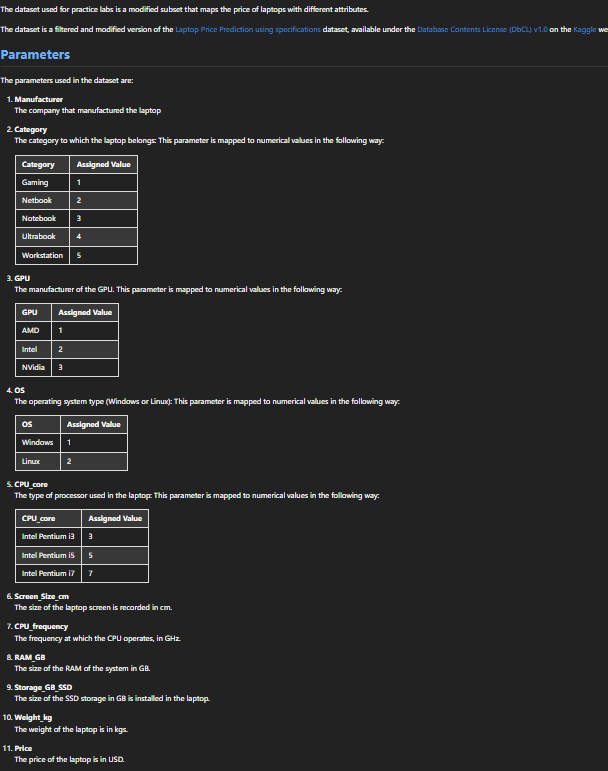 The dataset used for practice labs is a modified subset that maps the price of laptops with different attributes.
The dataset is a filtered and modified version of the Laptop Price Prediction using specifications dataset, available under the Database Contents License (DbCL) v1.0 on the Kaggle we
Parameters
The parameters used in the dataset are:
1. Manufacturer
The company that manufactured the laptop
2. Category
The category to which the laptop belongs: This parameter is mapped to numerical values in the following way:
Category Assigned Value
Gaming 1
Netbook 2
Notebook 3
Ultrabook 4
Workstation 5
3. GPU
The manufacturer of the GPU. This parameter is mapped to numerical values in the following way:
GPU Assigned Value
AMD 1
Intel 2
NVidia 3
4. OS
The operating system type (Windows or Linux): This parameter is mapped to numerical values in the following way:
OS Assigned Value
Windows 1
Linux 2
5. CPU_core
The type of processor used in the laptop: This parameter is mapped to numerical values in the following way:
CPU_core Assigned Value
Intel Pentium i3 3
Intel Pentium i5 5
Intel Pentium i7 7
6. Screen_Size_cm
The size of the laptop screen is recorded in cm.
7. CPU_frequency
The frequency at which the CPU operates, in GHz.
8. RAM_GB
The size of the RAM of the system in GB.
9. Storage_GB_SSD
The size of the SSD storage in GB is installed in the laptop.
10. Weight_kg
The weight of the laptop is in kgs.
11. Price
The price of the laptop is in USD.